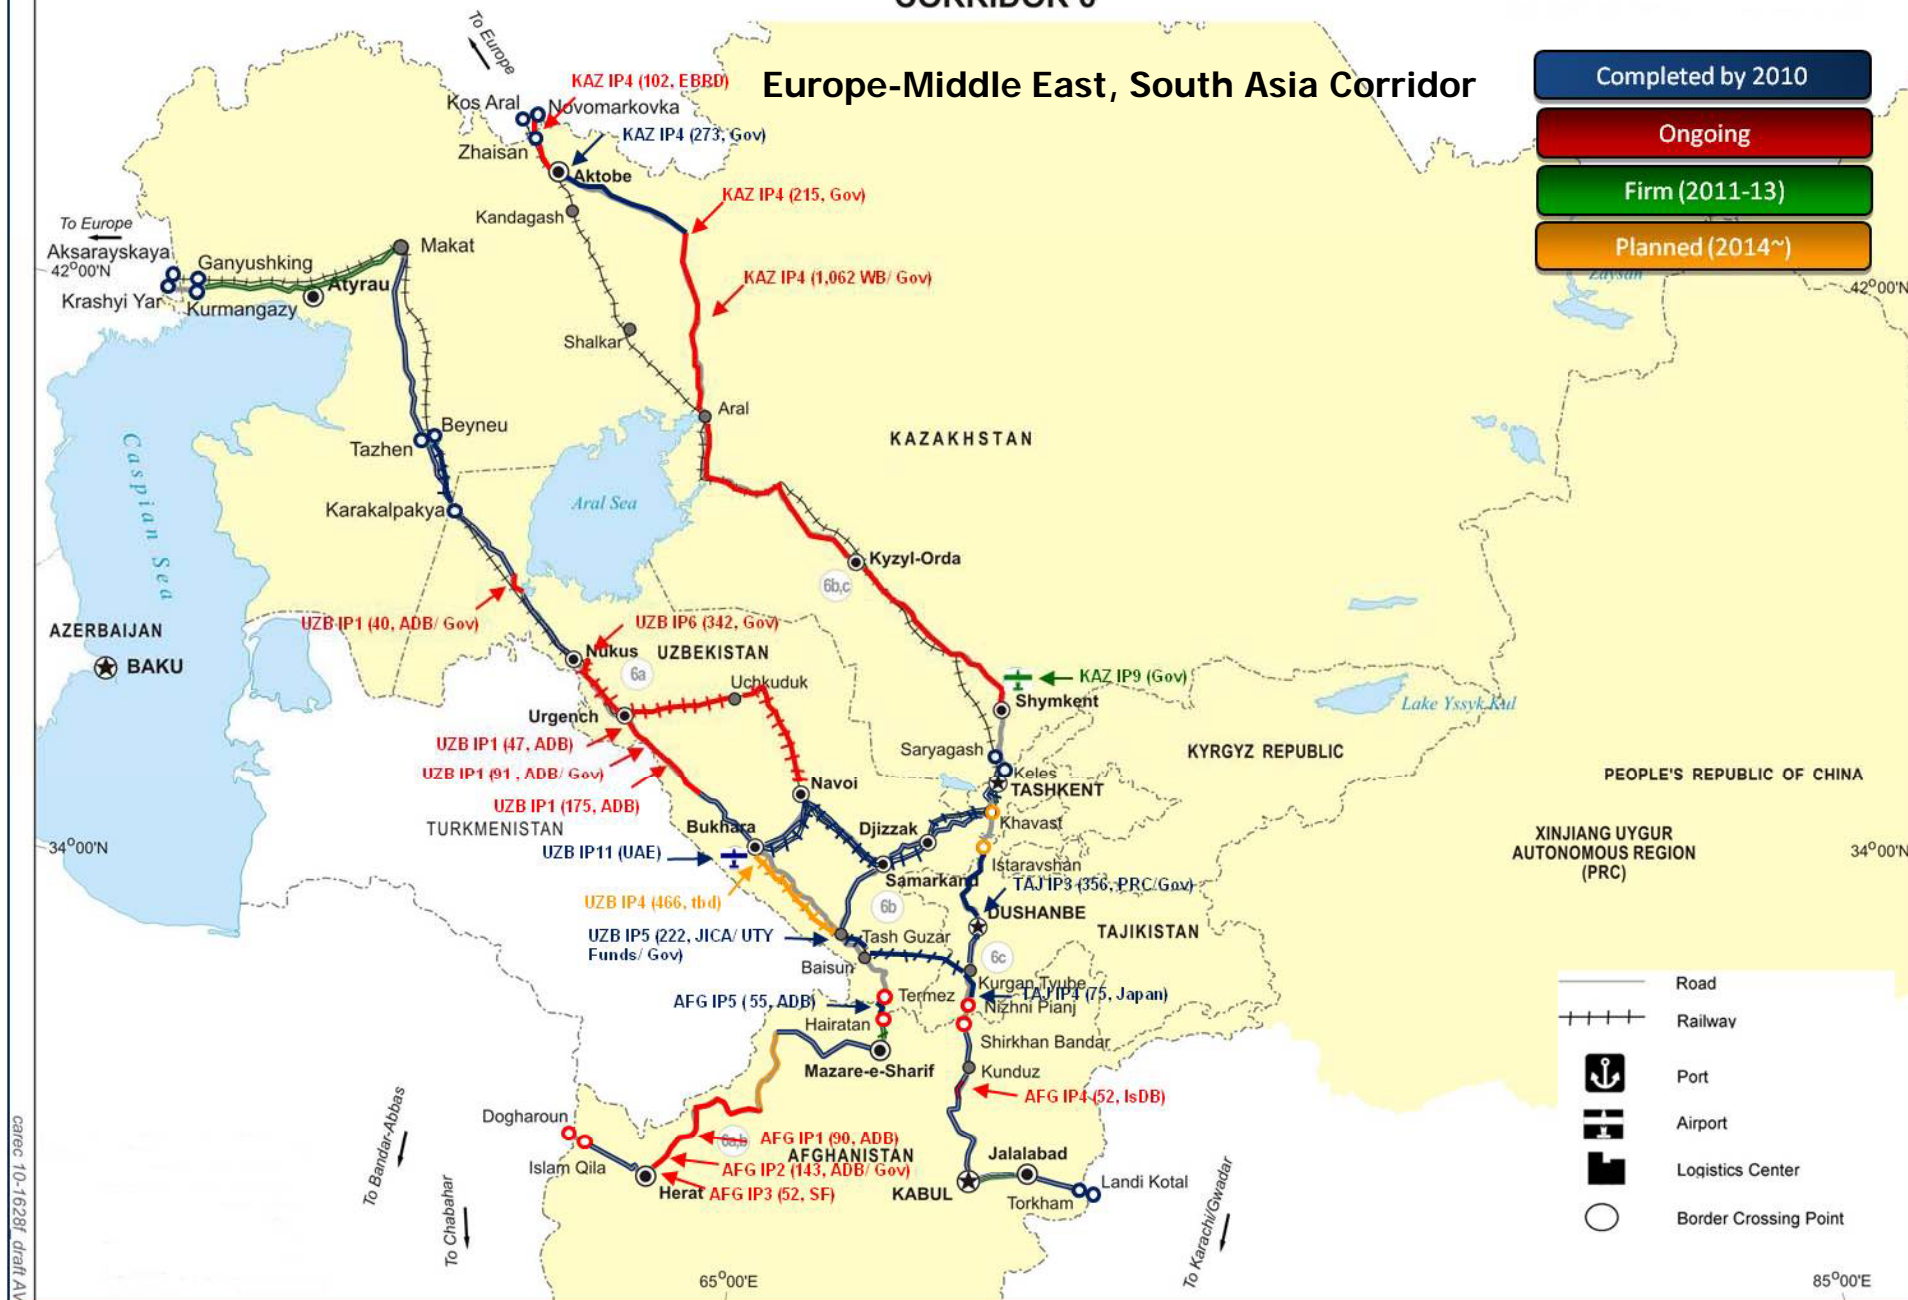 To Europe
KAZ IP4 (102, EBRD)
Europe-Middle East, South Asia Corridor
Completed by 2010
Kos Aral
Novomarkovka
KAZ IP4 (273, Gov)
Ongoing
Zhaisan
Aktobe
Firm (2011-13)
KAZ IP4 (215, Gov)
Kandagash
To Europe
Planned (2014~)
Makat
Aksarayskaya
42°00'N
Ganyushking
Zaysan
KAZ IP4 (1,062 WB/ Gov)
42°00'N
Atyrau
Krashyi Yar
Kurmangazy
Shalkar
Aral
Beyneu
KAZAKHSTAN
Tazhen
Caspian Sea
Aral Sea
Karakalpakya
Kyzyl-Orda
6b,c
UZB IP1 (40, ADB/ Gov)
UZB IP6 (342, Gov)
AZERBAIJAN
BAKU
Nukus
UZBEKISTAN
6a
KAZ IP9 (Gov)
Uchkuduk
Shymkent
Lake Yssyk Kul
Urgench
UZB IP1 (47, ADB)
Saryagash
KYRGYZ REPUBLIC
UZB IP1 (91, ADB/ Gov)
Keles
PEOPLE'S REPUBLIC OF CHINA
Navoi
TASHKENT
UZB IP1 (175, ADB)
TURKMENISTAN
Bukhara
Djizzak
Khavast
34°00'N
XINJIANG UYGUR
AUTONOMOUS REGION
(PRC)
34°00'N
UZB IP11 (UAE)
Istaravshan
Samarkand
TAJ IP3 (356, PRC/Gov)
UZB IP4 (466, tbd)
6b
DUSHANBE
TAJIKISTAN
UZB IP5 (222, JICA/ UTY
Funds/ Gov)
Tash Guzar
Baisun
6c
Kurgan Tyube
TAJ IP4 (75, Japan)
Road
AFG IP5 (55, ADB)
Termez
Nizhni Pianj
Railway
Hairatan
Shirkhan Bandar
Mazare-e-Sharif
Kunduz
Port
AFG IP4 (52, IsDB)
Dogharoun
Airport
6a,b
AFG IP1 (90, ADB)
AFGHANISTAN
Jalalabad
Islam Qila
AFG IP2 (143, ADB/ Gov)
Logistics Center
Herat
AFG IP3 (52, SF)
KABUL
Landi Kotal
Torkham
Border Crossing Point
To Bandar-Abbas
To Chabahar
To Karachi/Gwadar
65°00'E
85°00'E